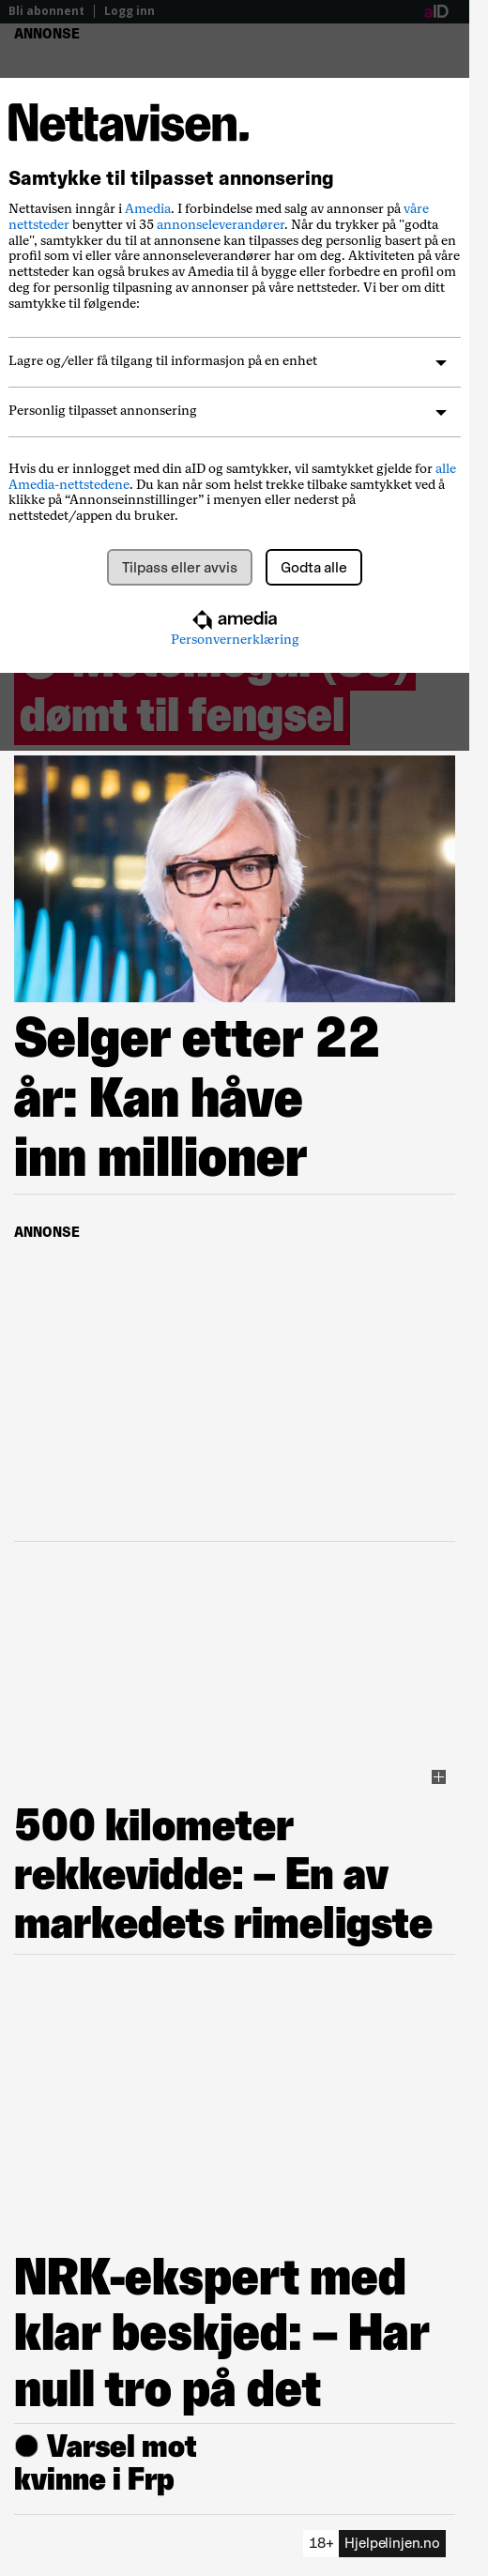 Bli abonnent | Logg inn
aID
ANNONSE
Nettavisen.
Samtykke til tilpasset annonsering
Nettavisen inngår i Amedia. I forbindelse med salg av annonser på våre
nettsteder benytter vi 35 annonseleverandører. Når du trykker på "godta
alle", samtykker du til at annonsene kan tilpasses deg personlig basert på en
profil som vi eller våre annonseleverandører har om deg. Aktiviteten på våre
nettsteder kan også brukes av Amedia til å bygge eller forbedre en profil om
deg for personlig tilpasning av annonser på våre nettsteder. Vi ber om ditt
samtykke til følgende:
Lagre og/eller få tilgang til informasjon på en enhet
Personlig tilpasset annonsering
Hvis du er innlogget med din aID og samtykker, vil samtykket gjelde for alle
Amedia-nettstedene. Du kan når som helst trekke tilbake samtykket ved å
klikke på “Annonseinnstillinger” i menyen eller nederst på
nettstedet/appen du bruker.
Tilpass eller avvis
Godta alle
amedia
Personvernerklæring
dømt til fengsel
Selger etter 22
år: Kan håve
inn millioner
ANNONSE
500 kilometer
rekkevidde: – En av
markedets rimeligste
NRK-ekspert med
klar beskjed: – Har
null tro på det
Varsel mot
kvinne i Frp
18+ Hjelpelinjen.no